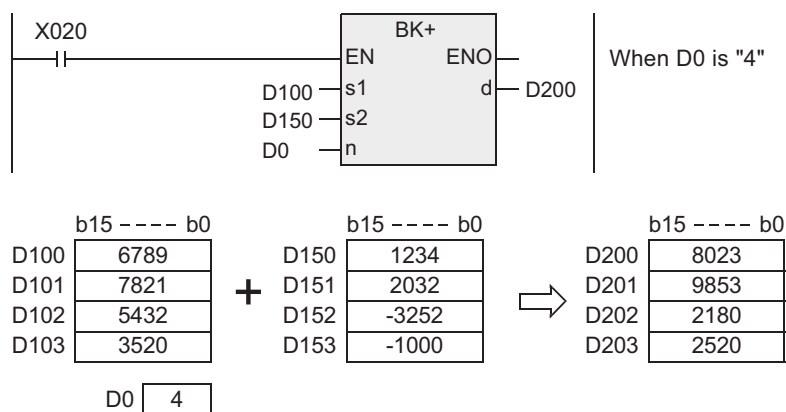 X020
BK+
EN ENO
When D0 is "4"
D100 s1 d D200
D150 s2
D0 n
b15 ---- b0 b15 ---- b0 b15 ---- b0
D100 6789 D150 1234 D200 8023
D101 7821 + D151 2032 D201 9853
D102 5432 D152 -3252 D202 2180
D103 3520 D153 -1000 D203 2520
D0 4